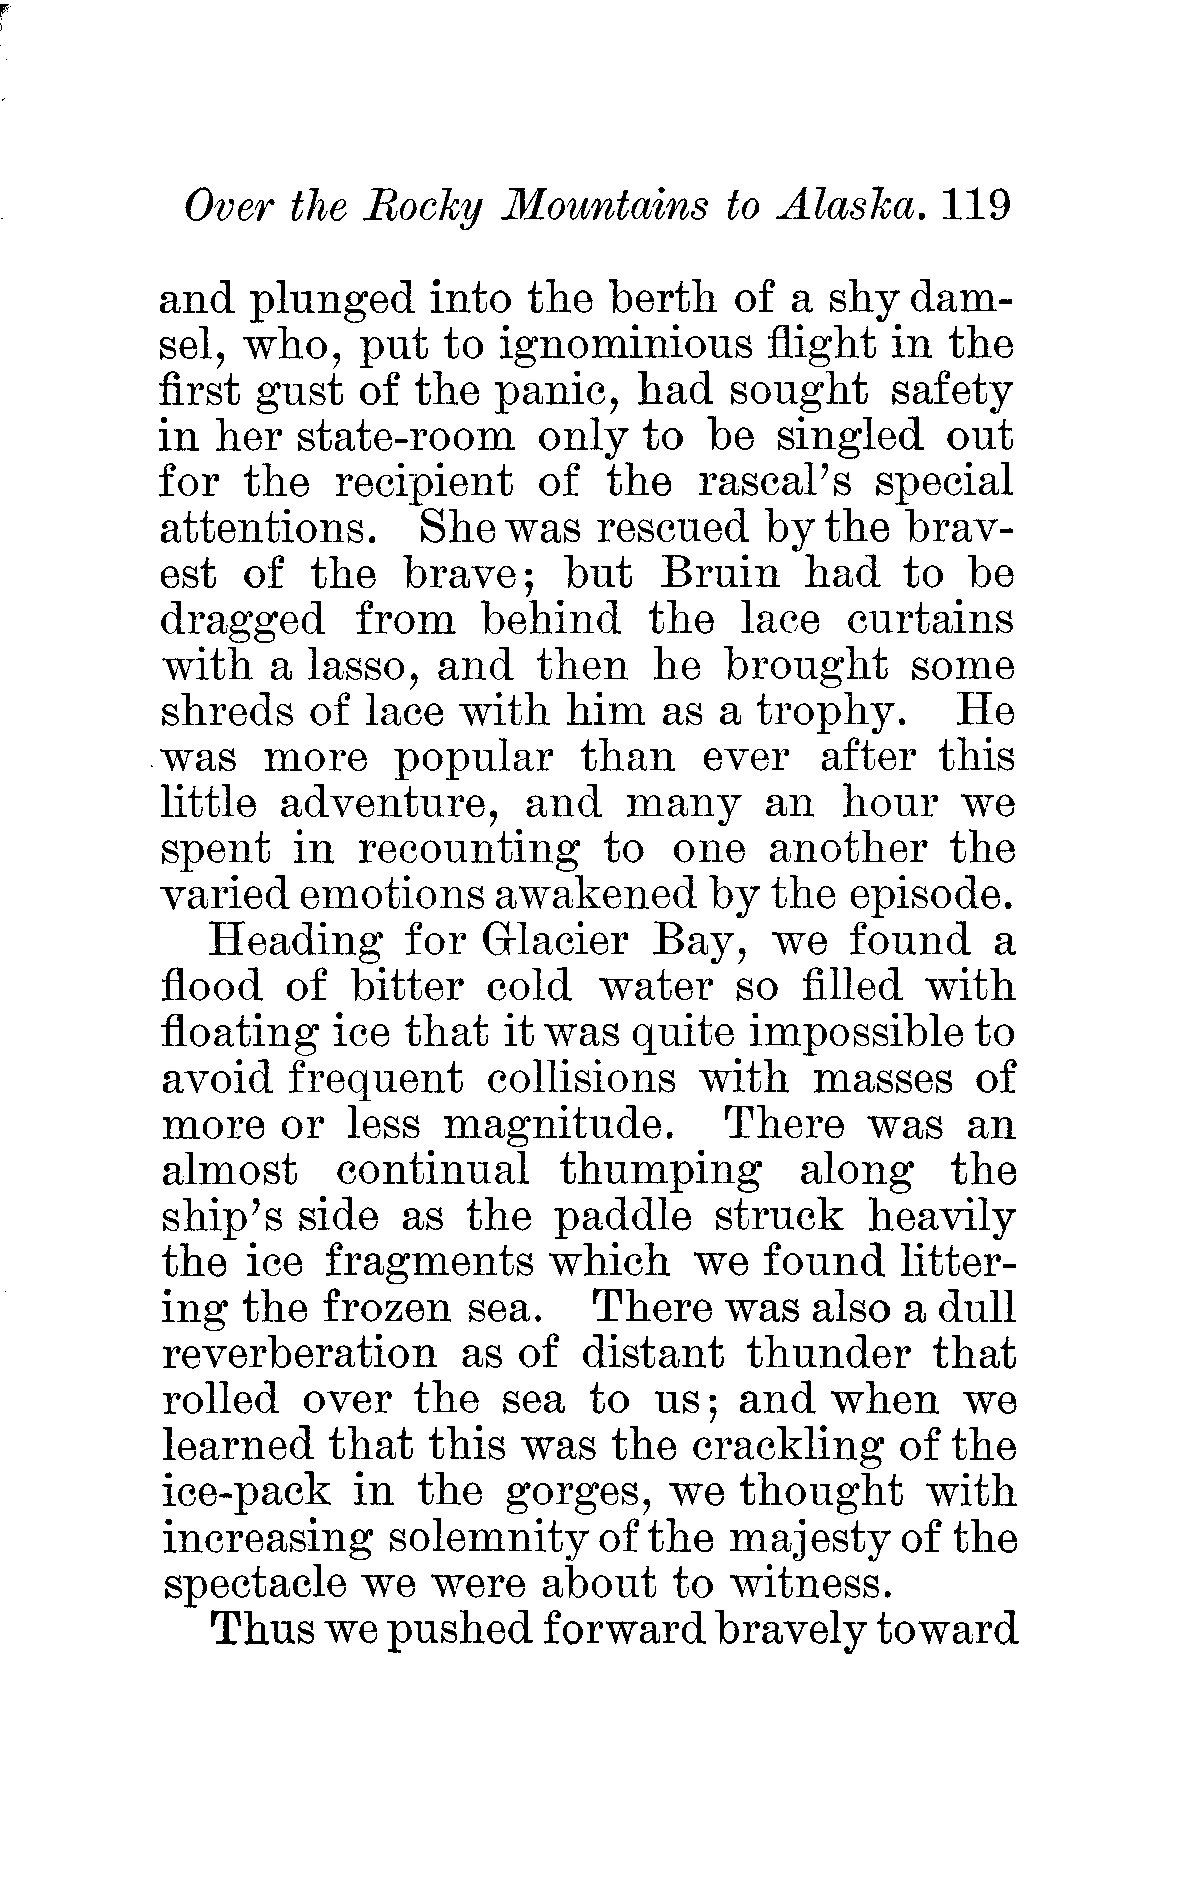 Over the Rocky Mountains to Alaska. 119
and plunged into the berth of a shy dam-
sel, who, put to ignominious flight in the
first gust of the panic, had sought safety
in her state-room only to be singled out
for the recipient of the rascal's special
attentions. She was rescued by the brav-
est of the brave; but Bruin had to be
dragged from behind the lace curtains
with a lasso, and then he brought some
shreds of lace with him as a trophy. He
was more popular than ever after this
little adventure, and many an hour we
spent in recounting to one another the
varied emotions awakened by the episode.
Heading for Glacier Bay, we found a
flood of bitter cold water so filled with
floating ice that it was quite impossible to
avoid frequent collisions with masses of
more or less magnitude. There was an
almost continual thumping along the
ship's side as the paddle struck heavily
the ice fragments which we found litter-
ing the frozen sea. There was also a dull
reverberation as of distant thunder that
rolled over the sea to us; and when we
learned that this was the crackling of the
ice-pack in the gorges, we thought with
increasing solemnity of the majesty of the
spectacle we were about to witness.
Thus we pushed forward bravely toward